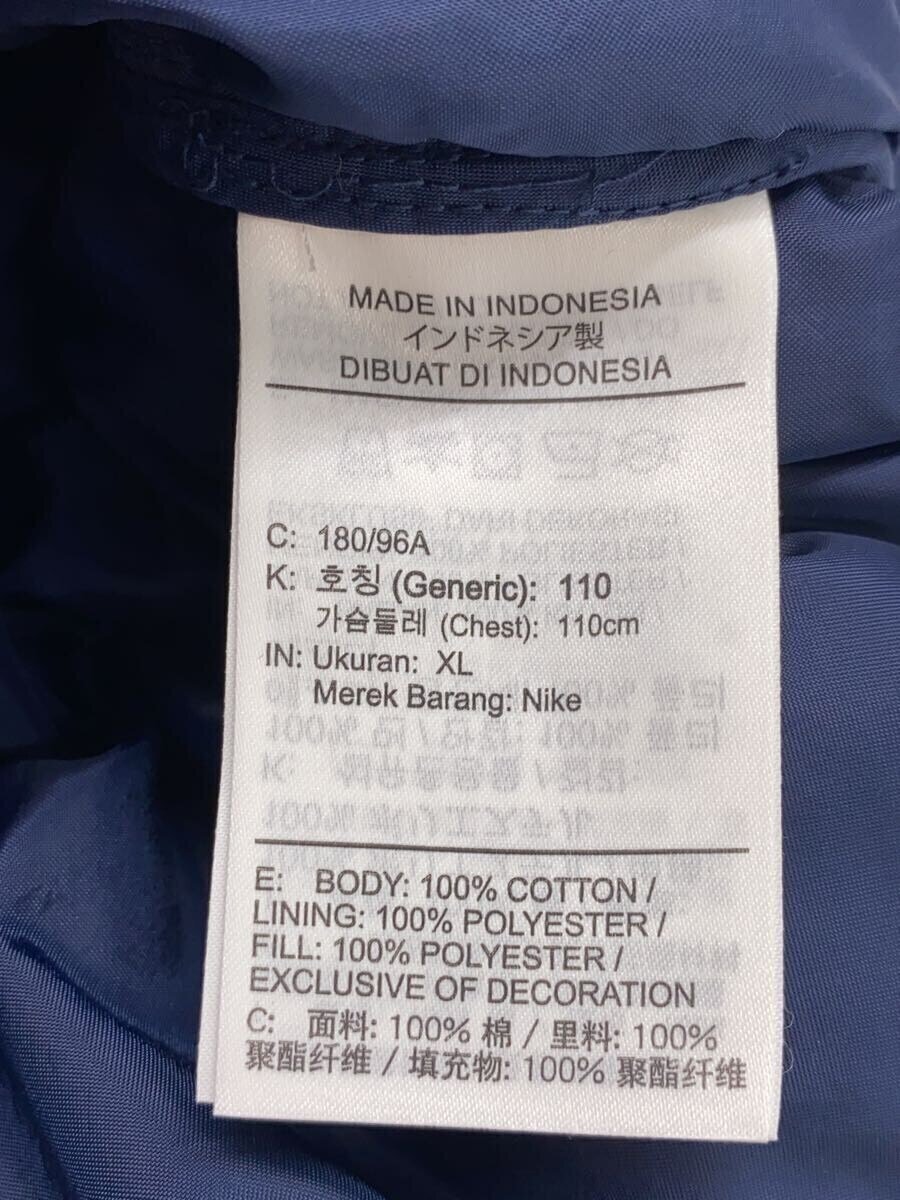 MADE IN INDONESIA
インドネシア製
DIBUAT DI INDONESIA
C: 180/96A
K: 호칭 (Generic): 110
가슴둘레 (Chest): 110cm
IN: Ukuran: XL
Merek Barang: Nike
E: BODY: 100% COTTON /
LINING: 100% POLYESTER /
FILL: 100% POLYESTER /
EXCLUSIVE OF DECORATION
C: 面料: 100% 棉 / 里料: 100%
聚酯纤维 / 填充物: 100% 聚酯纤维